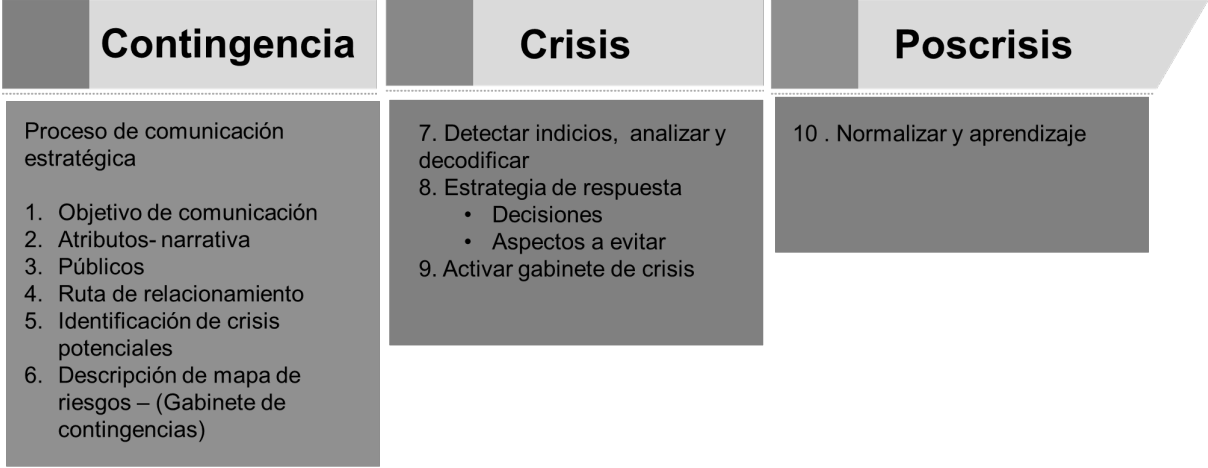 Contingencia
Proceso de comunicación
estratégica
1. Objetivo de comunicación
2. Atributos- narrativa
3. Públicos
4. Ruta de relacionamiento
5. Identificación de crisis
potenciales
6. Descripción de mapa de
riesgos – (Gabinete de
contingencias)
Crisis
7. Detectar indicios, analizar y
decodificar
8. Estrategia de respuesta
• Decisiones
• Aspectos a evitar
9. Activar gabinete de crisis
Poscrisis
10 . Normalizar y aprendizaje